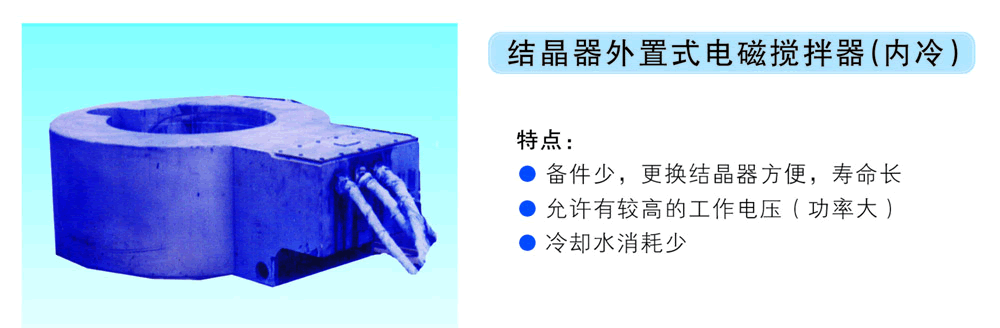 结晶器外置式电磁搅拌器(内冷)
特点:
● 备件少，更换结晶器方便，寿命长
● 允许有较高的工作电压(功率大)
● 冷却水消耗少